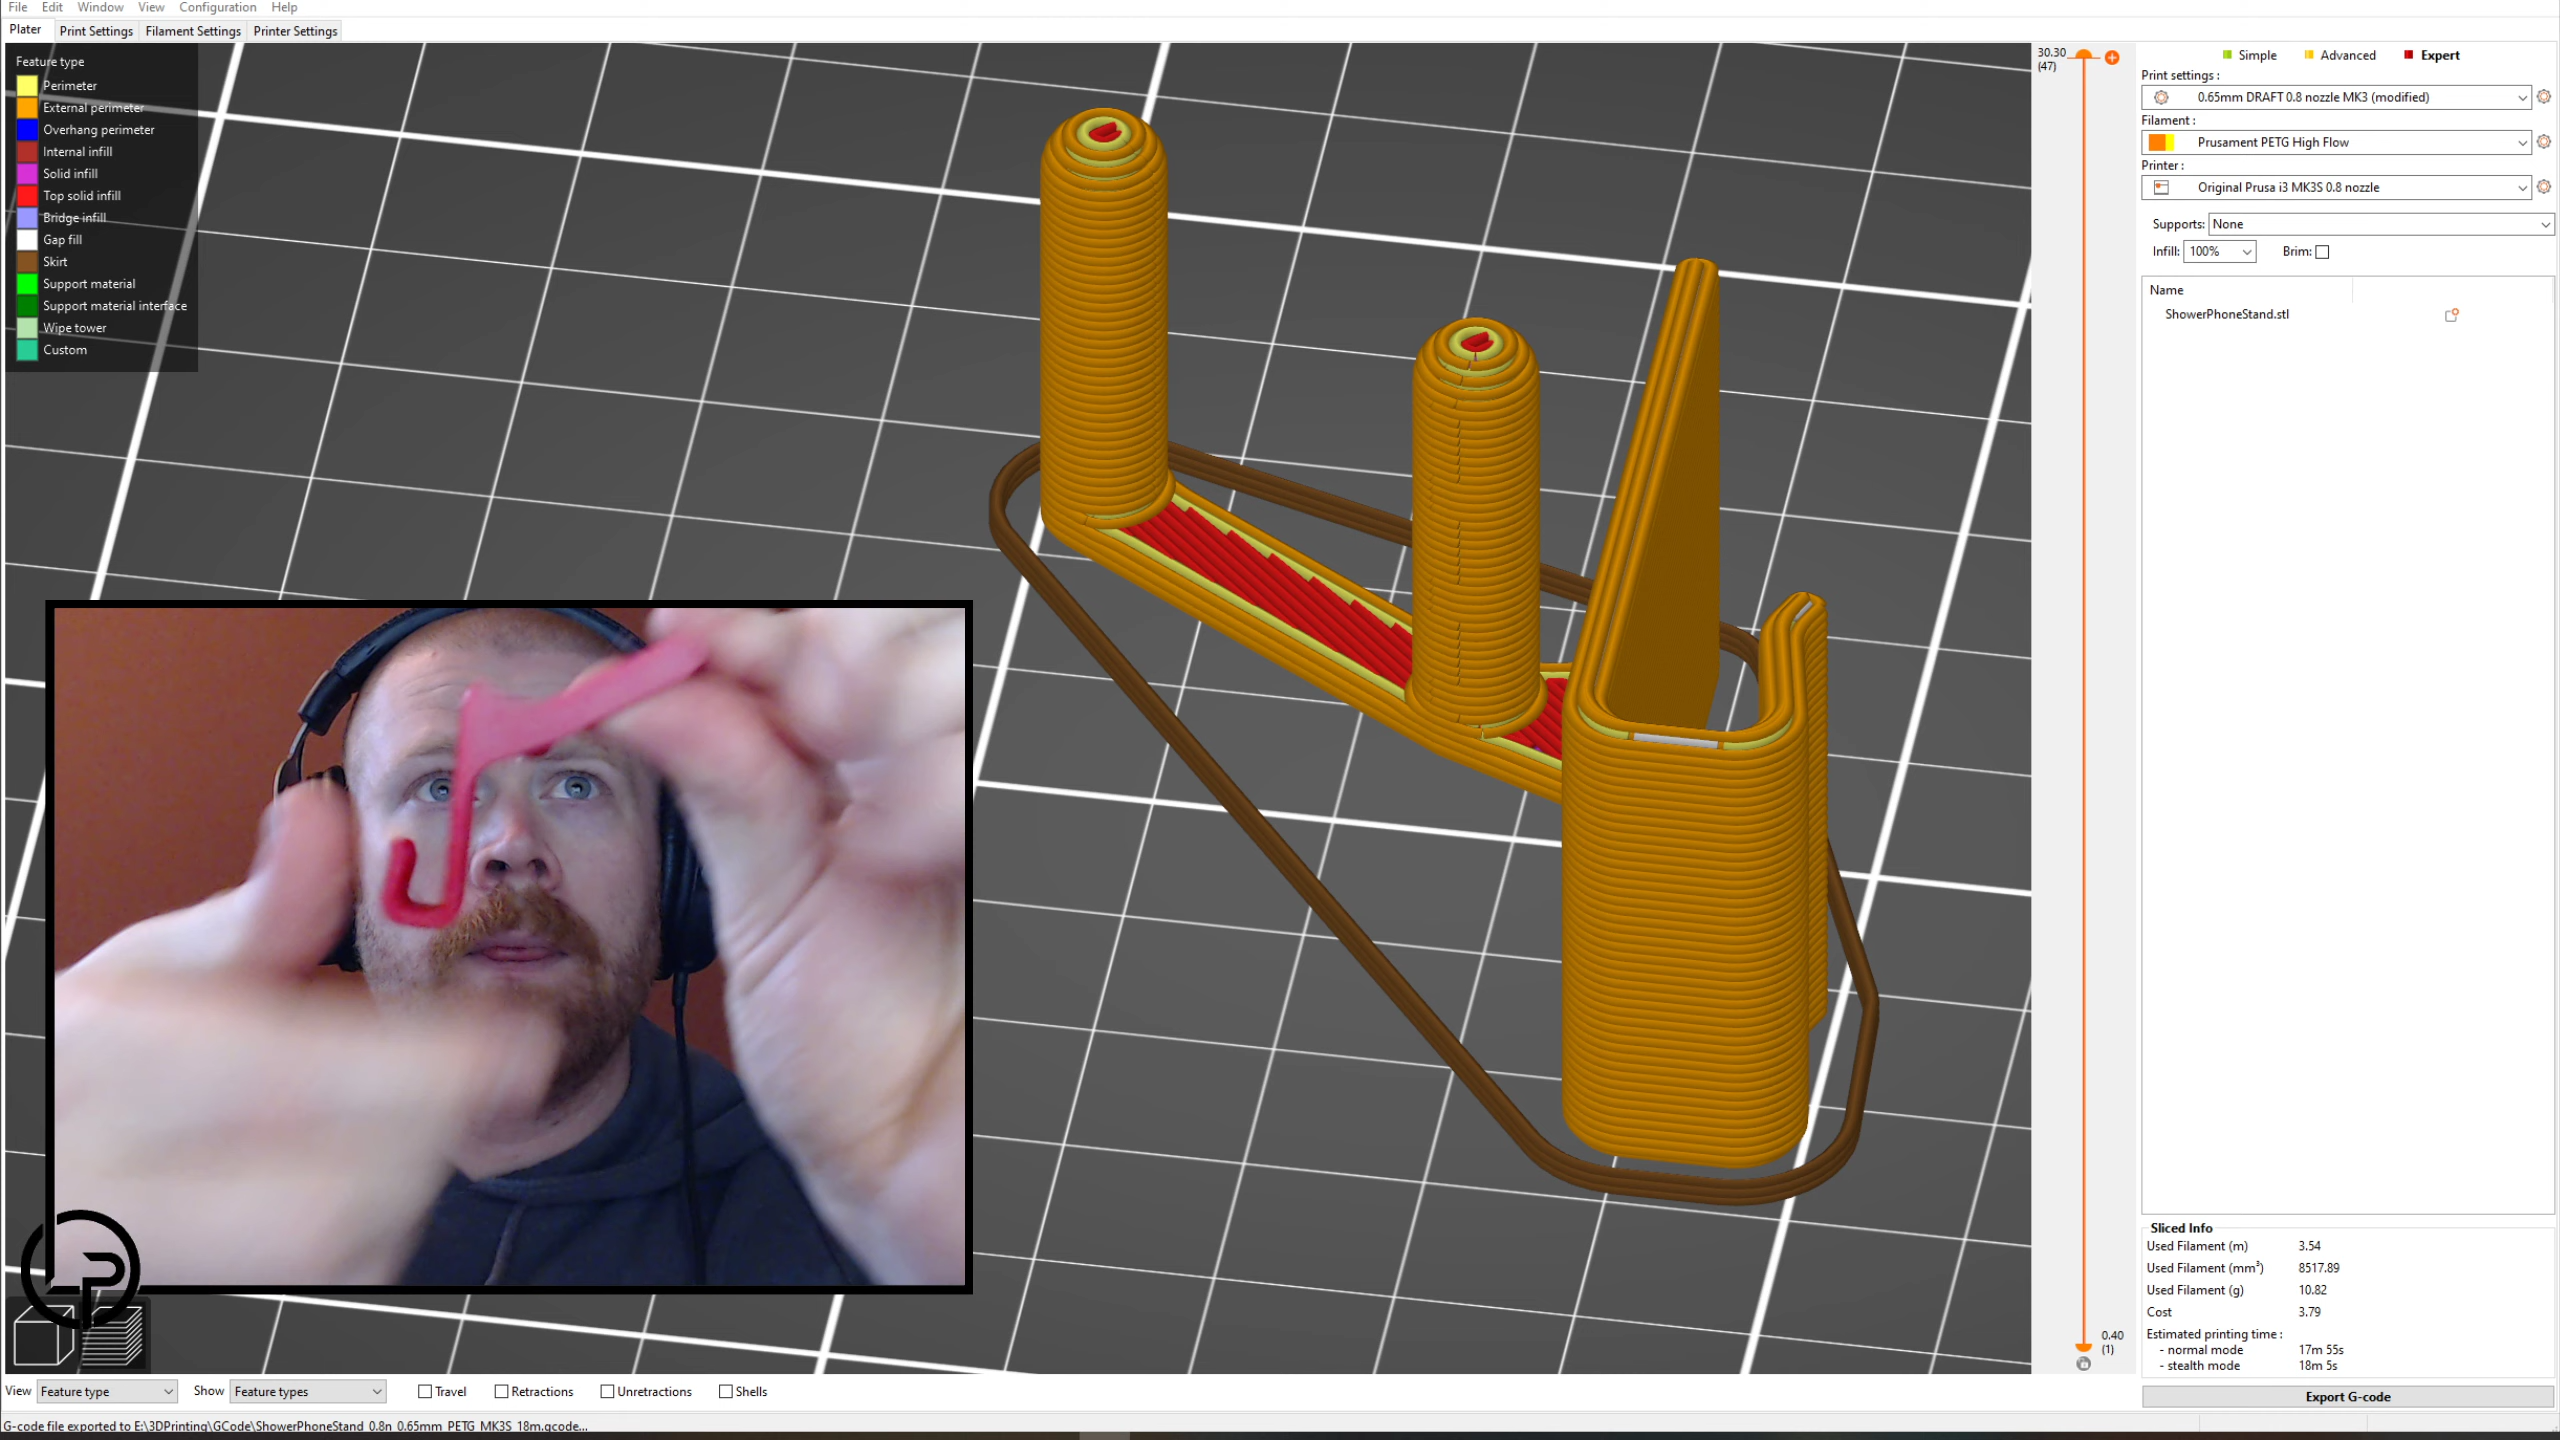 File Edit Window View Configuration Help
Plater Print Settings Filament Settings Printer Settings
Feature type
Perimeter
External perimeter
Overhang perimeter
Internal infill
Solid infill
Top solid infill
Bridge infill
Gap fill
Skirt
Support material
Support material interface
Wipe tower
Custom
30.30
(47)
Simple Advanced Expert
Print settings :
0.65mm DRAFT 0.8 nozzle MK3 (modified)
Filament :
Prusament PETG High Flow
Printer :
Original Prusa i3 MK3S 0.8 nozzle
Supports: None
Infill: 100% Brim:
Name
ShowerPhoneStand.stl
Sliced Info
Used Filament (m) 3.54
Used Filament (mm³) 8517.89
Used Filament (g) 10.82
Cost 3.79
Estimated printing time :
- normal mode 17m 55s
- stealth mode 18m 5s
0.40
(1)
Export G-code
View Feature type Show Feature types Travel Retractions Unretractions Shells
G-code file exported to E:\3DPrinting\GCode\ShowerPhoneStand_0.8n_0.65mm_PETG_MK3S_18m.gcode...